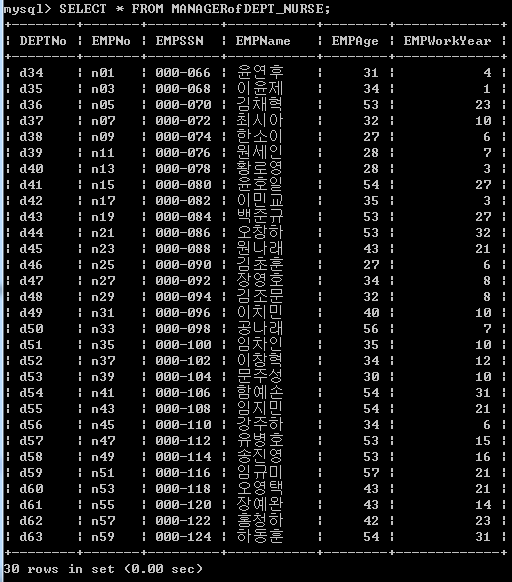 mysql> SELECT * FROM MANAGERofDEPT_NURSE;
+--------+-------+---------+---------+--------+-------------+
| DEPTNo | EMPNo | EMPSSN | EMPName | EMPAge | EMPWorkYear |
+--------+-------+---------+---------+--------+-------------+
| d34 | n01 | 000-066 | 윤연후 | 31 | 4 |
| d35 | n03 | 000-068 | 이윤제 | 34 | 1 |
| d36 | n05 | 000-070 | 김채혁 | 53 | 23 |
| d37 | n07 | 000-072 | 최시아 | 32 | 10 |
| d38 | n09 | 000-074 | 한소이 | 27 | 6 |
| d39 | n11 | 000-076 | 원세인 | 28 | 7 |
| d40 | n13 | 000-078 | 황로영 | 28 | 3 |
| d41 | n15 | 000-080 | 윤호일 | 54 | 27 |
| d42 | n17 | 000-082 | 이민교 | 35 | 3 |
| d43 | n19 | 000-084 | 백준규 | 53 | 27 |
| d44 | n21 | 000-086 | 오창하 | 53 | 32 |
| d45 | n23 | 000-088 | 원나래 | 43 | 21 |
| d46 | n25 | 000-090 | 김초훈 | 27 | 6 |
| d47 | n27 | 000-092 | 장영호 | 34 | 8 |
| d48 | n29 | 000-094 | 김조문 | 32 | 8 |
| d49 | n31 | 000-096 | 이치민 | 40 | 10 |
| d50 | n33 | 000-098 | 공나래 | 56 | 7 |
| d51 | n35 | 000-100 | 임차인 | 35 | 10 |
| d52 | n37 | 000-102 | 이창혁 | 34 | 12 |
| d53 | n39 | 000-104 | 문주성 | 30 | 10 |
| d54 | n41 | 000-106 | 함예손 | 54 | 31 |
| d55 | n43 | 000-108 | 임지민 | 54 | 21 |
| d56 | n45 | 000-110 | 강주하 | 34 | 6 |
| d57 | n47 | 000-112 | 유병호 | 53 | 15 |
| d58 | n49 | 000-114 | 송진영 | 53 | 16 |
| d59 | n51 | 000-116 | 임규미 | 57 | 21 |
| d60 | n53 | 000-118 | 오영택 | 43 | 21 |
| d61 | n55 | 000-120 | 장예완 | 43 | 14 |
| d62 | n57 | 000-122 | 홍청하 | 42 | 23 |
| d63 | n59 | 000-124 | 하동훈 | 54 | 31 |
+--------+-------+---------+---------+--------+-------------+
30 rows in set (0.00 sec)